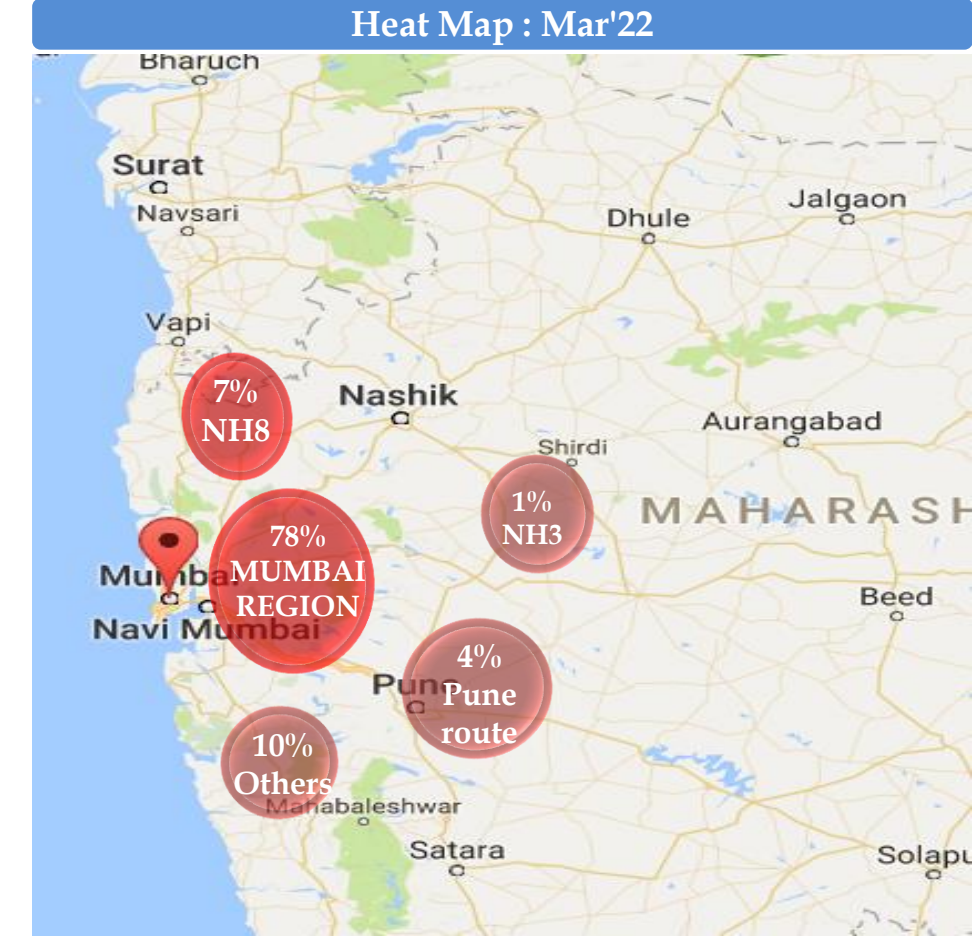 Heat Map : Mar'22
Bharuch
Surat
Navsari
Dhule
Jalgaon
Vapi
7%
NH8
Nashik
Aurangabad
Shirdi
1%
NH3
MAHARASH
78%
MUMBAI
REGION
Mumbai
Navi Mumbai
Beed
4%
Pune
route
Pune
10%
Others
Mahabaleshwar
Satara
Solapu